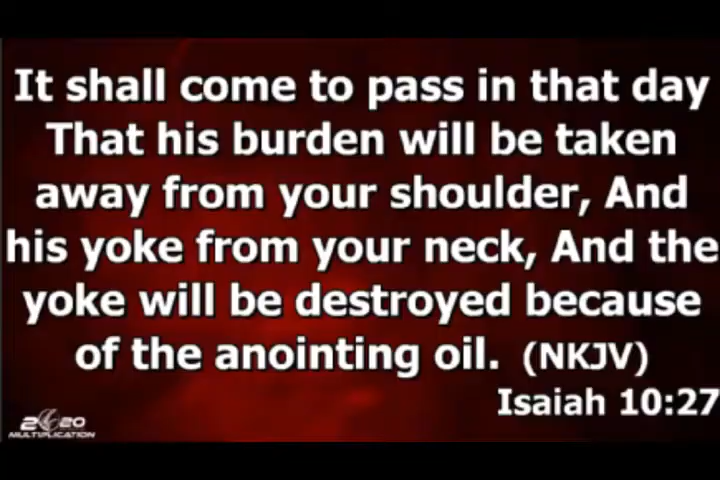 It shall come to pass in that day
That his burden will be taken
away from your shoulder, And
his yoke from your neck, And the
yoke will be destroyed because
of the anointing oil. (NKJV)
Isaiah 10:27
2020
MULTIPLICATION